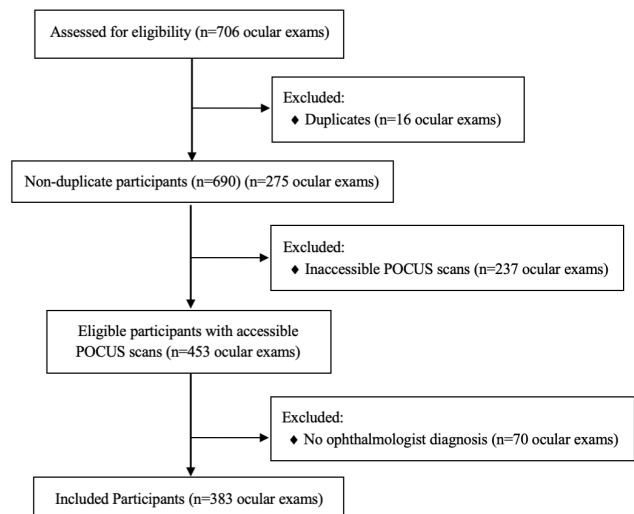 Assessed for eligibility (n=706 ocular exams)
Excluded:
♦ Duplicates (n=16 ocular exams)
Non-duplicate participants (n=690) (n=275 ocular exams)
Excluded:
♦ Inaccessible POCUS scans (n=237 ocular exams)
Eligible participants with accessible
POCUS scans (n=453 ocular exams)
Excluded:
♦ No ophthalmologist diagnosis (n=70 ocular exams)
Included Participants (n=383 ocular exams)